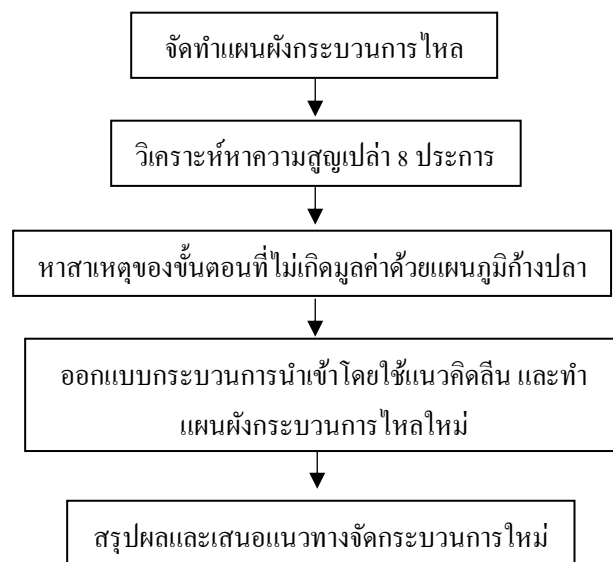 จัดทำแผนผังกระบวนการไหล
วิเคราะห์หาความสูญเปล่า 8 ประการ
หาสาเหตุของขั้นตอนที่ไม่เกิดมูลค่าด้วยแผนภูมิก้างปลา
ออกแบบกระบวนการนำเข้าโดยใช้แนวคิดลีน และทำ
แผนผังกระบวนการไหลใหม่
สรุปผลและเสนอแนวทางจัดกระบวนการใหม่